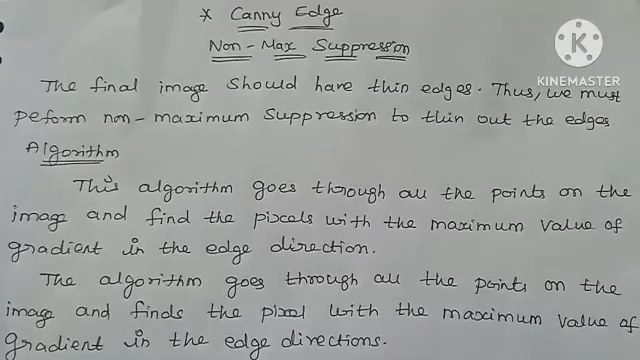 * Canny Edge
Non-Max Suppression
KINEMASTER
The final image should have thin edges. Thus, we must
peform non-maximum suppression to thin out the edges.
Algorithm
This algorithm goes through all the points on the
image and find the pixels with the maximum value of
gradient in the edge direction.
The algorithm goes through all the points on the
image and finds the pixel with the maximum value of
gradient in the edge directions.